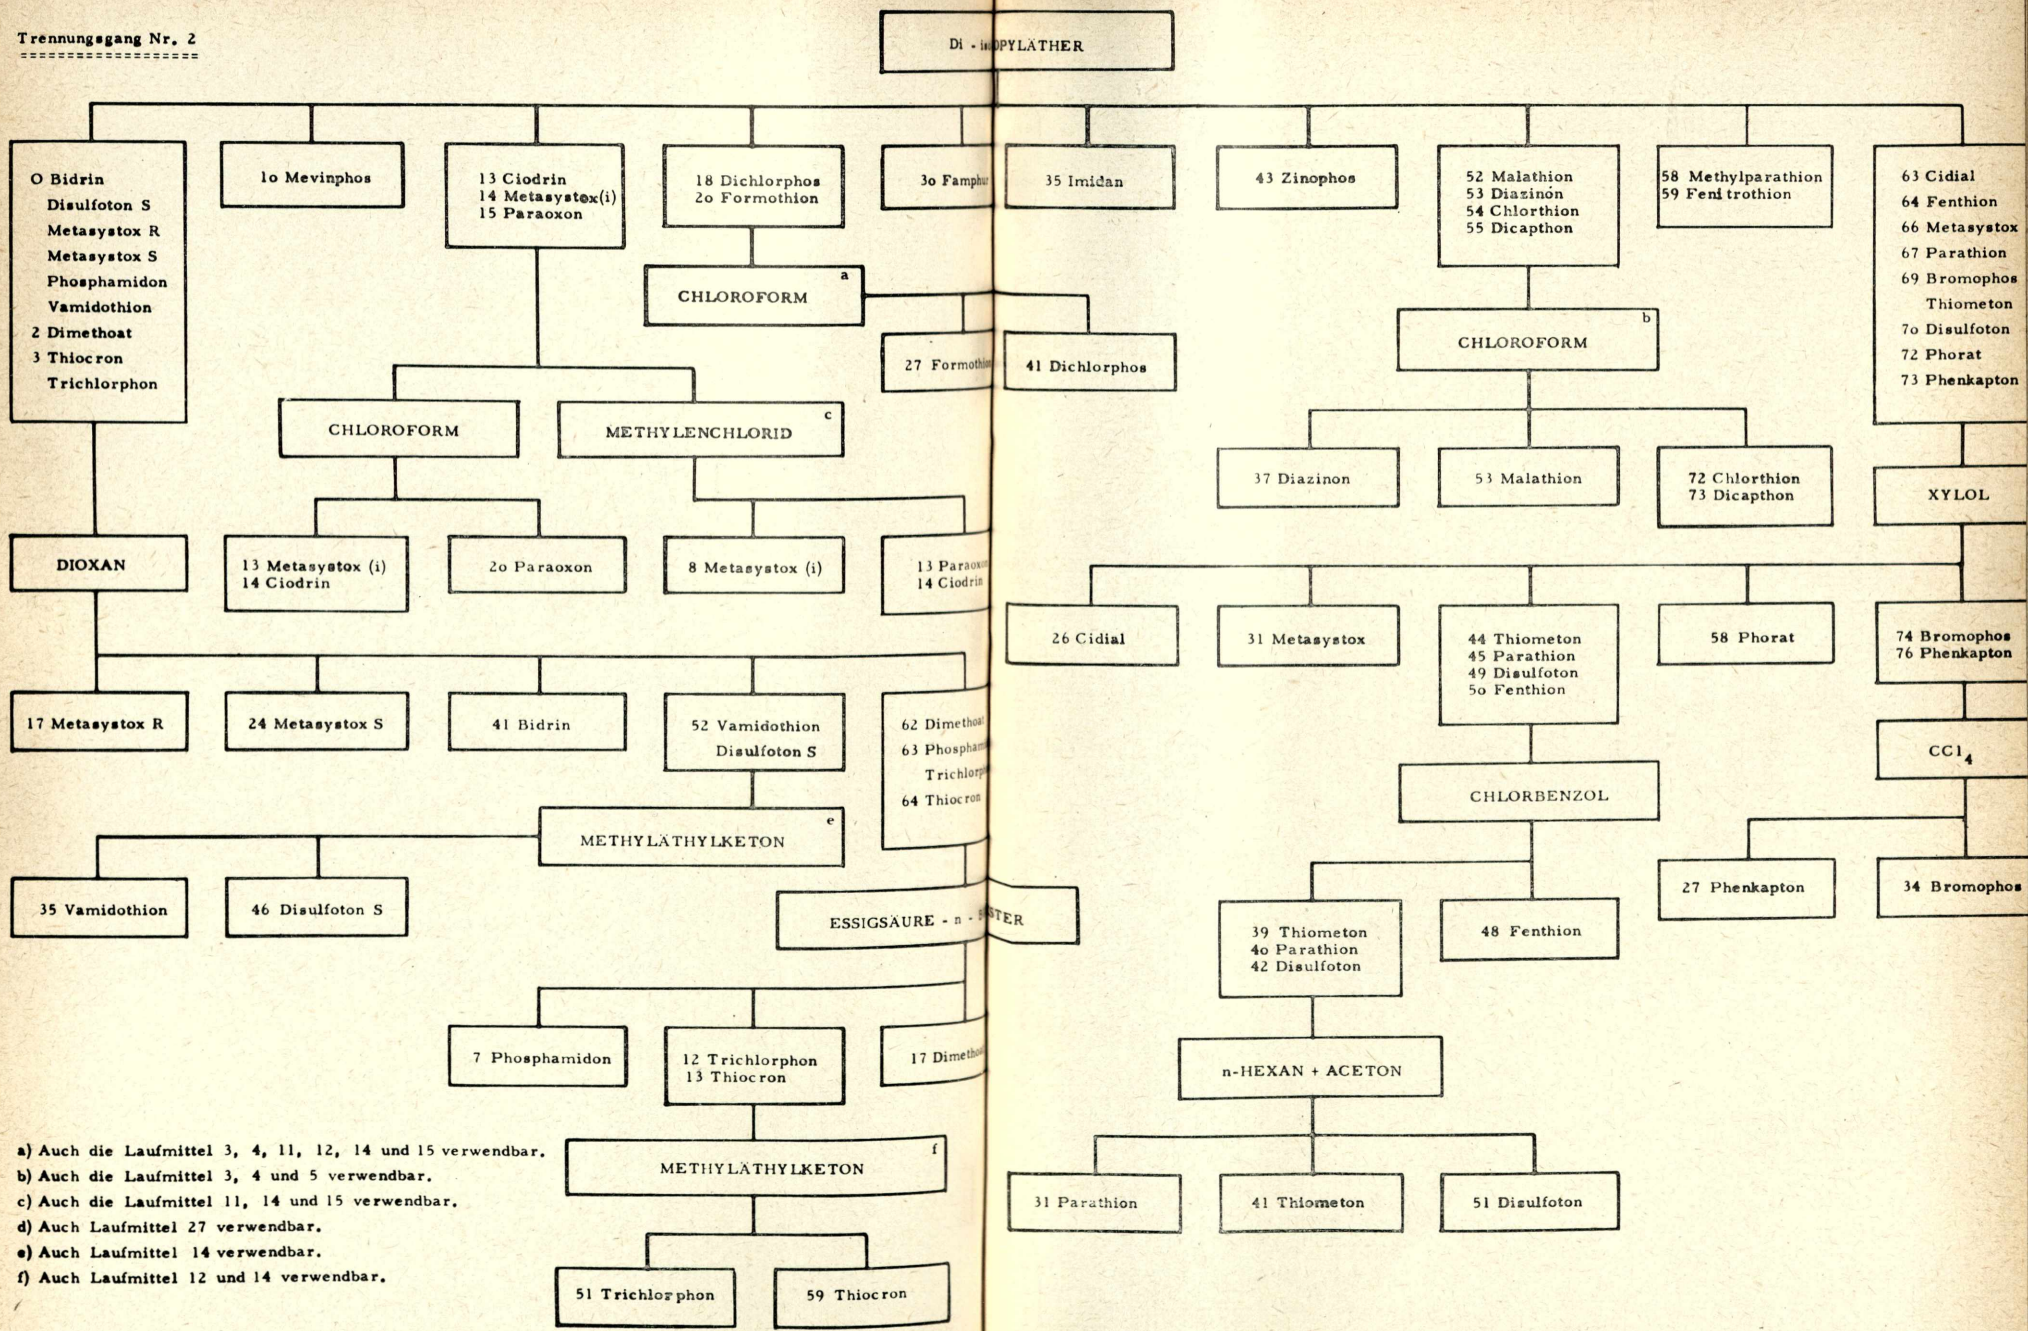 Trennungsgang Nr. 2
Di - PYLÄTHER
O Bidrin
Disulfoton S
Metasystox R
Metasystox S
Phosphamidon
Vamidothion
2 Dimethoat
3 Thiocron
Trichlorphon
1o Mevinphos
13 Ciodrin
14 Metasystox(i)
15 Paraoxon
18 Dichlorphos
2o Formothion
3o Famphur
35 Imidan
43 Zinophos
52 Malathion
53 Diazinon
54 Chlorthion
55 Dicapthon
58 Methylparathion
59 Fenitrothion
63 Cidial
64 Fenthion
66 Metasystox
67 Parathion
69 Bromophos
Thiometon
7o Disulfoton
72 Phorat
73 Phenkapton
CHLOROFORM a
27 Formothion
41 Dichlorphos
CHLOROFORM b
CHLOROFORM
METHYLENCHLORID c
37 Diazinon
53 Malathion
72 Chlorthion
73 Dicapthon
XYLOL
DIOXAN
13 Metasystox (i)
14 Ciodrin
2o Paraoxon
8 Metasystox (i)
13 Paraoxon
14 Ciodrin
26 Cidial
31 Metasystox
44 Thiometon
45 Parathion
49 Disulfoton
5o Fenthion
58 Phorat
74 Bromophos
76 Phenkapton
17 Metasystox R
24 Metasystox S
41 Bidrin
52 Vamidothion
Disulfoton S
62 Dimethoat
63 Phospham
Trichlorp
64 Thiocron
CCl4
CHLORBENZOL
METHYLÄTHYLKETON e
35 Vamidothion
46 Disulfoton S
ESSIGSÄURE - n - STER
39 Thiometon
4o Parathion
42 Disulfoton
48 Fenthion
27 Phenkapton
34 Bromophos
7 Phosphamidon
12 Trichlorphon
13 Thiocron
17 Dimethoat
n-HEXAN + ACETON
METHYLÄTHYLKETON f
31 Parathion
41 Thiometon
51 Disulfoton
51 Trichlorphon
59 Thiocron
a) Auch die Laufmittel 3, 4, 11, 12, 14 und 15 verwendbar.
b) Auch die Laufmittel 3, 4 und 5 verwendbar.
c) Auch die Laufmittel 11, 14 und 15 verwendbar.
d) Auch Laufmittel 27 verwendbar.
e) Auch Laufmittel 14 verwendbar.
f) Auch Laufmittel 12 und 14 verwendbar.